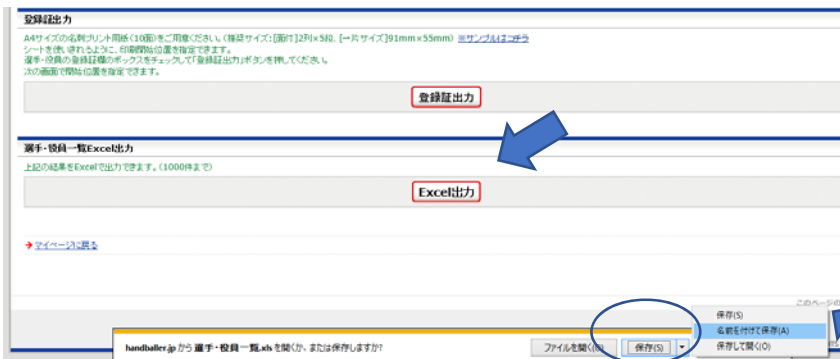 登録証出力
A4サイズの名刺プリント用紙(10面)をご用意ください。(推奨サイズ:[面付]2列×5段、[一片サイズ]91mm×55mm) ※サンプルはコチラ
シートを使いきれるように、印刷開始位置を指定できます。
選手・役員の登録証欄のボックスをチェックして「登録証出力」ボタンを押してください。
次の画面で開始位置を指定できます。
登録証出力
選手・役員一覧Excel出力
上記の結果をExcelで出力できます。(1000件まで)
Excel出力
マイページに戻る
このページの
handballer.jp から 選手・役員一覧.xls を開くか、または保存しますか?
ファイルを開く(O)
保存(S)
保存(S)
名前を付けて保存(A)
保存して開く(O)